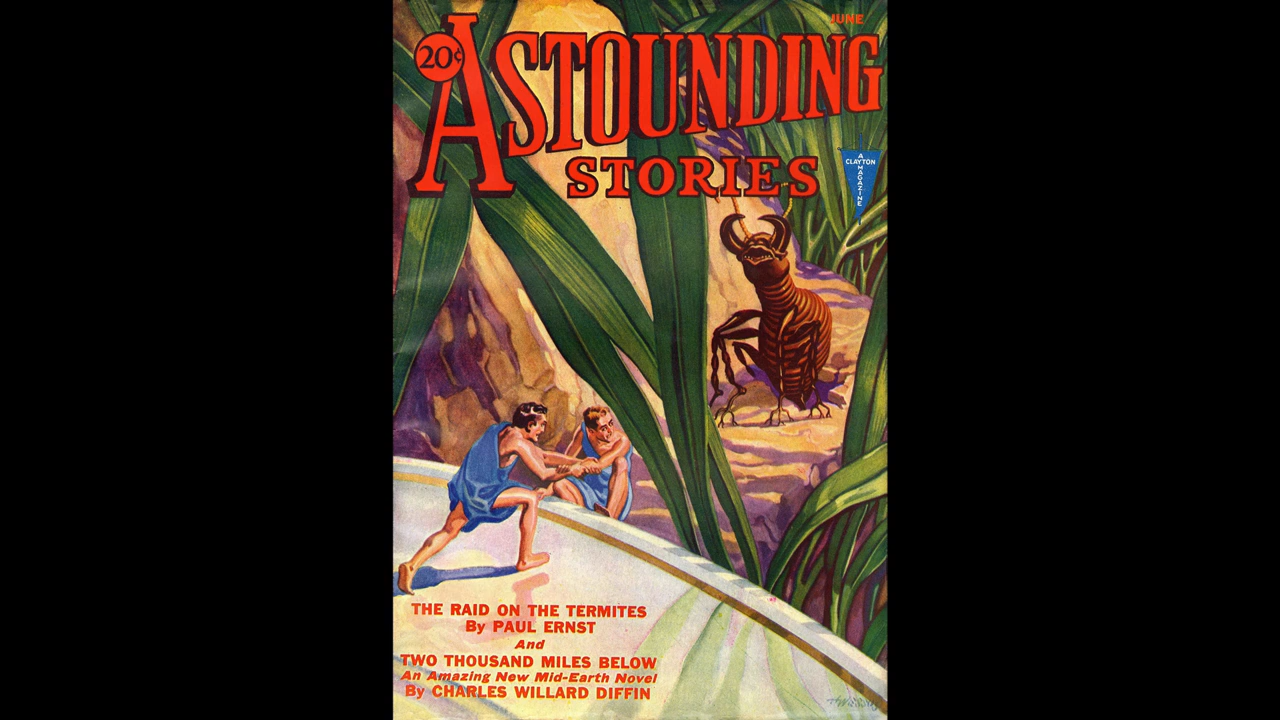 JUNE
20¢
ASTOUNDING
STORIES
A
CLAYTON
MAGAZINE
THE RAID ON THE TERMITES
By PAUL ERNST
And
TWO THOUSAND MILES BELOW
An Amazing New Mid-Earth Novel
By CHARLES WILLARD DIFFIN